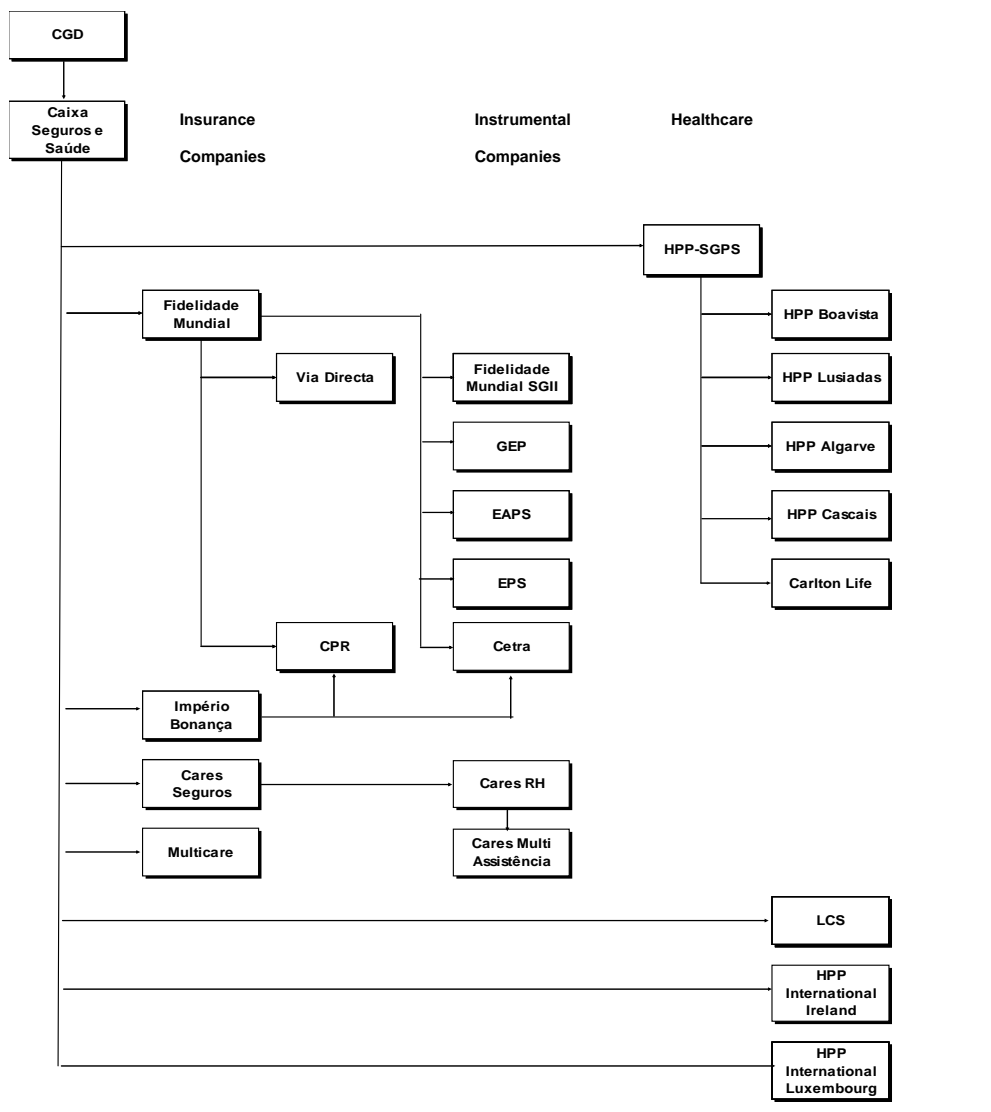 CGD
Caixa
Seguros e
Saúde
Insurance
Companies
Instrumental
Companies
Healthcare
HPP-SGPS
Fidelidade
Mundial
HPP Boavista
Via Directa
Fidelidade
Mundial SGII
HPP Lusiadas
GEP
HPP Algarve
EAPS
HPP Cascais
EPS
Carlton Life
CPR
Cetra
Império
Bonança
Cares
Seguros
Cares RH
Multicare
Cares Multi
Assistência
LCS
HPP
International
Ireland
HPP
International
Luxembourg